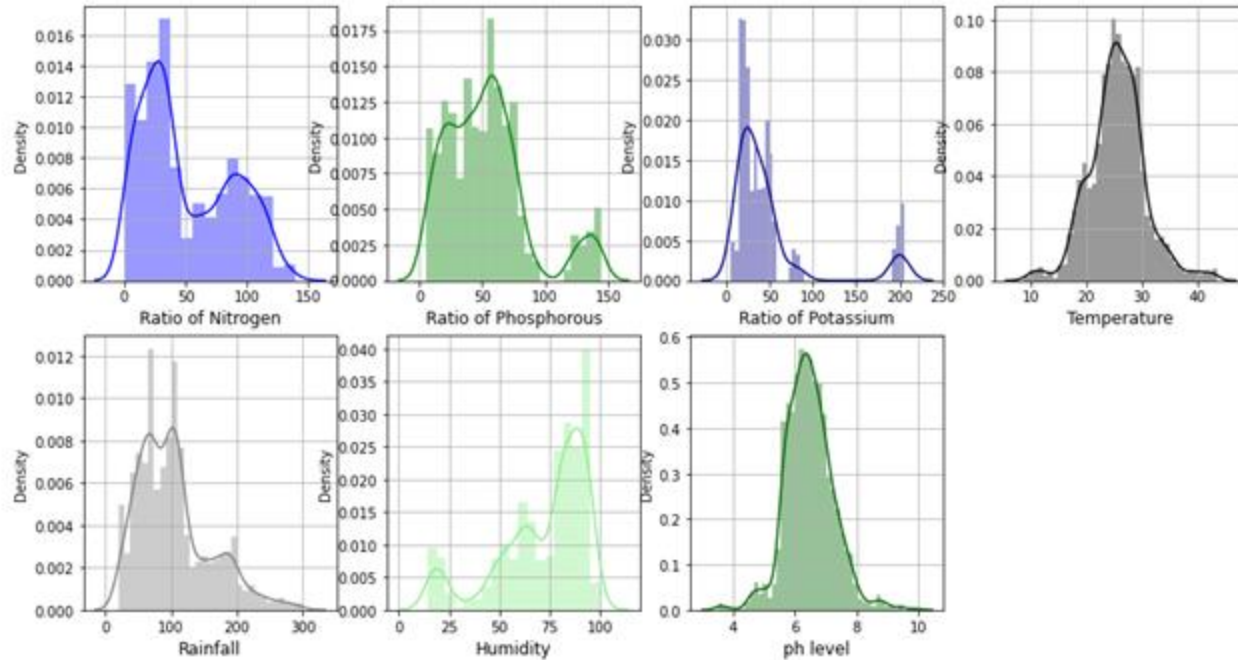 Density
0.016
0.014
0.012
0.010
0.008
0.006
0.004
0.002
0.000
0 50 100 150
Ratio of Nitrogen
Density
0.0175
0.0150
0.0125
0.0100
0.0075
0.0050
0.0025
0.000
0 50 100 150
Ratio of Phosphorous
Density
0.030
0.025
0.020
0.015
0.010
0.005
0.000
0 50 100 150 200 250
Ratio of Potassium
Density
0.10
0.08
0.06
0.04
0.02
0.00
10 20 30 40
Temperature
Density
0.012
0.010
0.008
0.006
0.004
0.002
0.000
0 100 200 300
Rainfall
Density
0.040
0.035
0.030
0.025
0.020
0.015
0.010
0.005
0.000
0 25 50 75 100
Humidity
Density
0.6
0.5
0.4
0.3
0.2
0.1
0.0
4 6 8 10
ph level